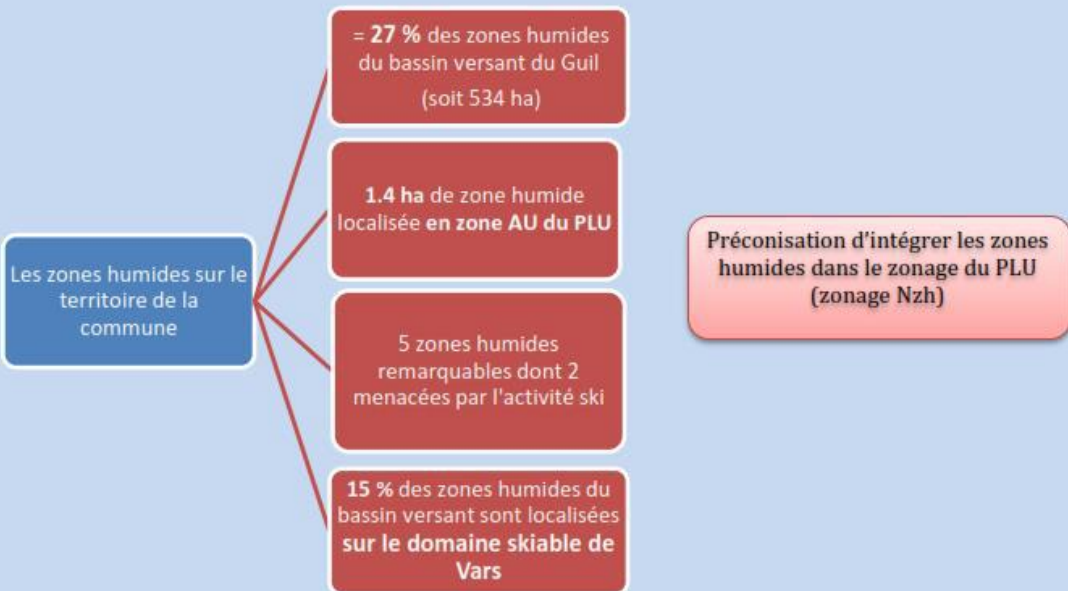 Les zones humides sur le
territoire de la
commune
= 27 % des zones humides
du bassin versant du Guil
(soit 534 ha)
1.4 ha de zone humide
localisée en zone AU du PLU
5 zones humides
remarquables dont 2
menacées par l'activité ski
15 % des zones humides du
bassin versant sont localisées
sur le domaine skiable de
Vars
Préconisation d'intégrer les zones
humides dans le zonage du PLU
(zonage Nzh)